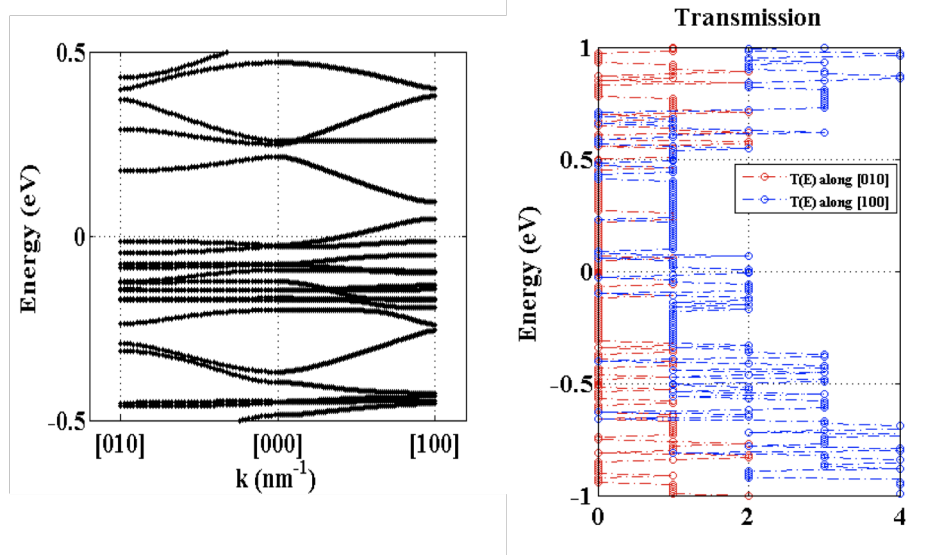 0.5
0
-0.5
Energy (eV)
[010]
[000]
[100]
k (nm⁻¹)
Transmission
1
0.5
0
-0.5
-1
Energy (eV)
T(E) along [010]
T(E) along [100]
0
2
4